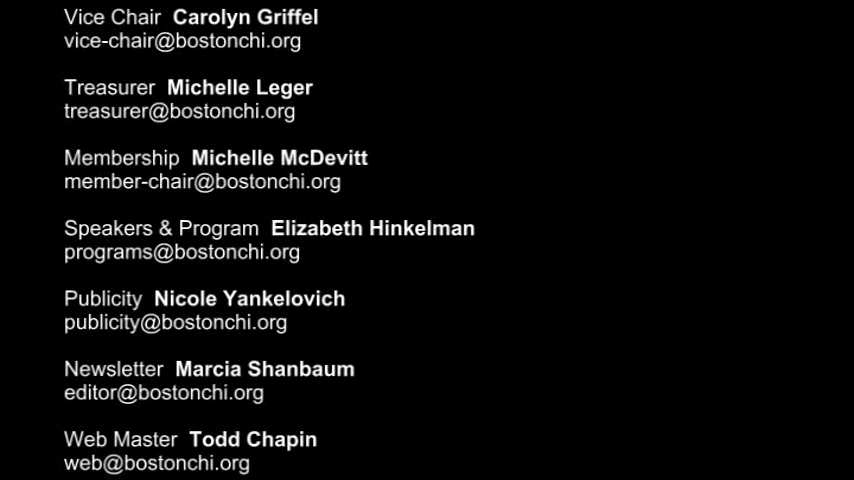 Vice Chair  Carolyn Griffel
vice-chair@bostonchi.org
Treasurer  Michelle Leger
treasurer@bostonchi.org
Membership  Michelle McDevitt
member-chair@bostonchi.org
Speakers & Program  Elizabeth Hinkelman
programs@bostonchi.org
Publicity  Nicole Yankelovich
publicity@bostonchi.org
Newsletter  Marcia Shanbaum
editor@bostonchi.org
Web Master  Todd Chapin
web@bostonchi.org